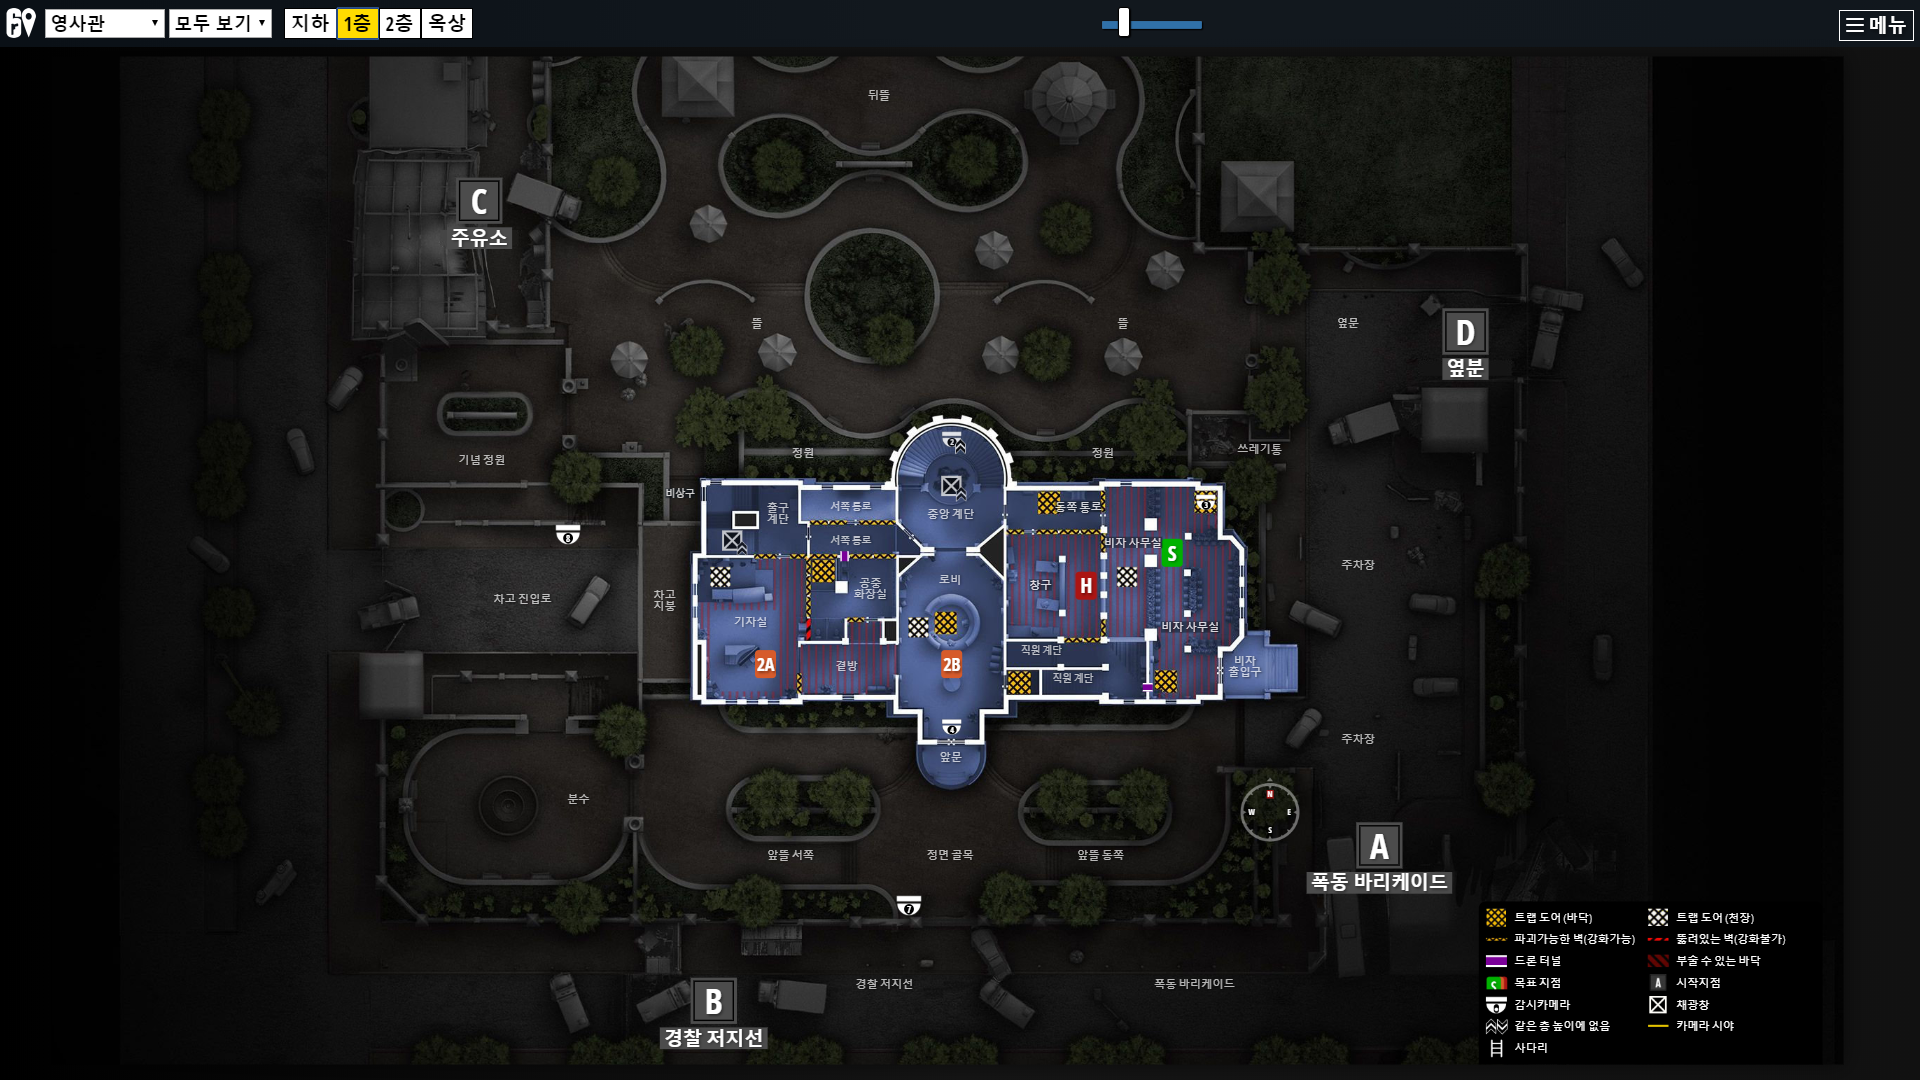 영사관
모두 보기
지하
1층
2층
옥상
메뉴
뒤뜰
C
주유소
뜰
뜰
옆문
D
옆분
기념 정원
정원
정원
쓰레기통
비상구
출구
계단
서쪽 통로
중앙 계단
동쪽 통로
서쪽 통로
비자 사무실
S
공중
화장실
로비
창구
H
주차장
차고 진입로
차고
지붕
기자실
비자 사무실
직원 계단
2A
곁방
2B
비자
출입구
직원 계단
앞문
주차장
N
W
E
S
분수
앞뜰 서쪽
정면 골목
앞뜰 동쪽
A
폭동 바리케이드
경찰 저지선
폭동 바리케이드
B
경찰 저지선
트랩 도어 (바닥)
트랩 도어 (천장)
파괴가능한 벽(강화가능)
뚫려있는 벽(강화불가)
드론 터널
부술 수 있는 바닥
목표 지점
A
시작지점
감시카메라
채광창
같은 층 높이에 없음
카메라 시야
사다리